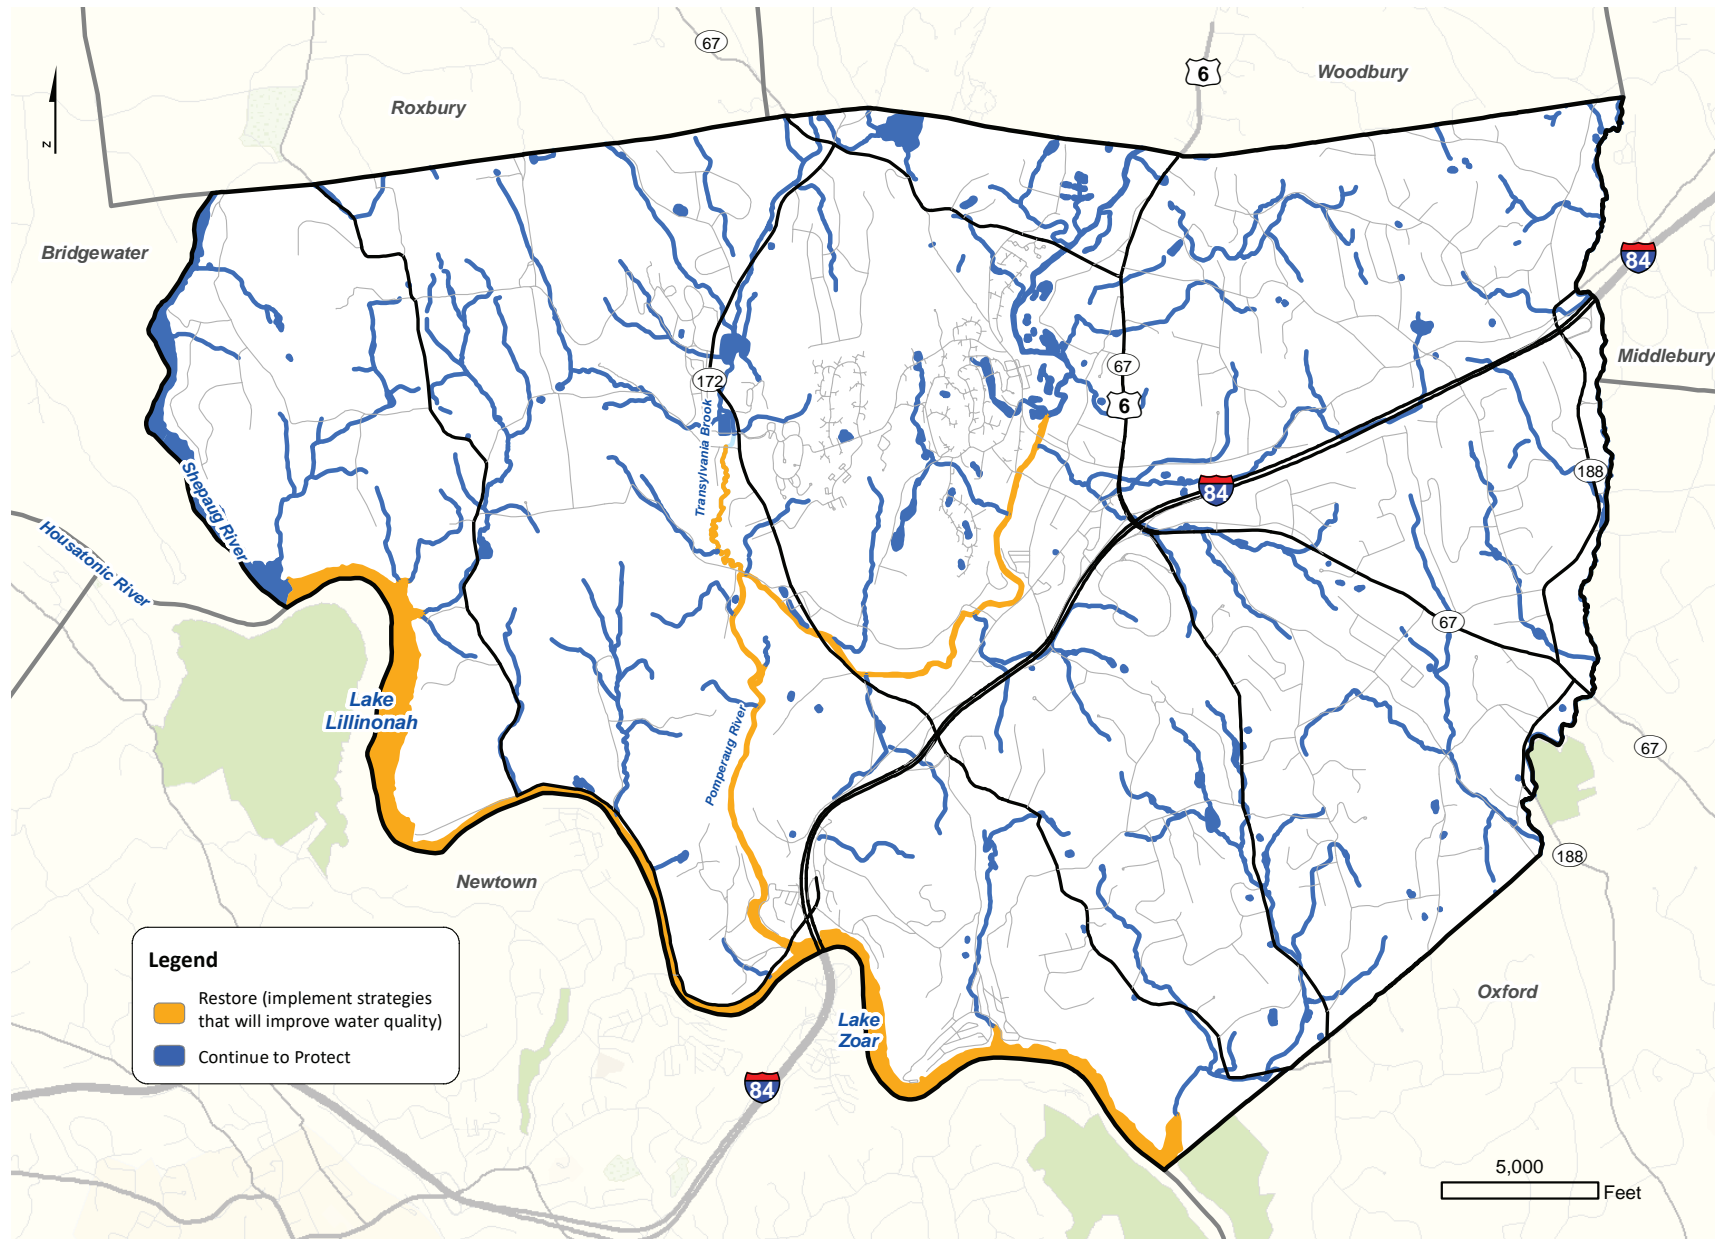 67
6
Woodbury
Roxbury
N
Bridgewater
84
Middlebury
67
172
6
Transylvania Brook
188
84
Shepaug River
Housatonic River
67
Lake
Lillinonah
Pomperaug River
67
188
Newtown
Legend
Restore (implement strategies
that will improve water quality)
Continue to Protect
Oxford
Lake
Zoar
84
5,000
Feet